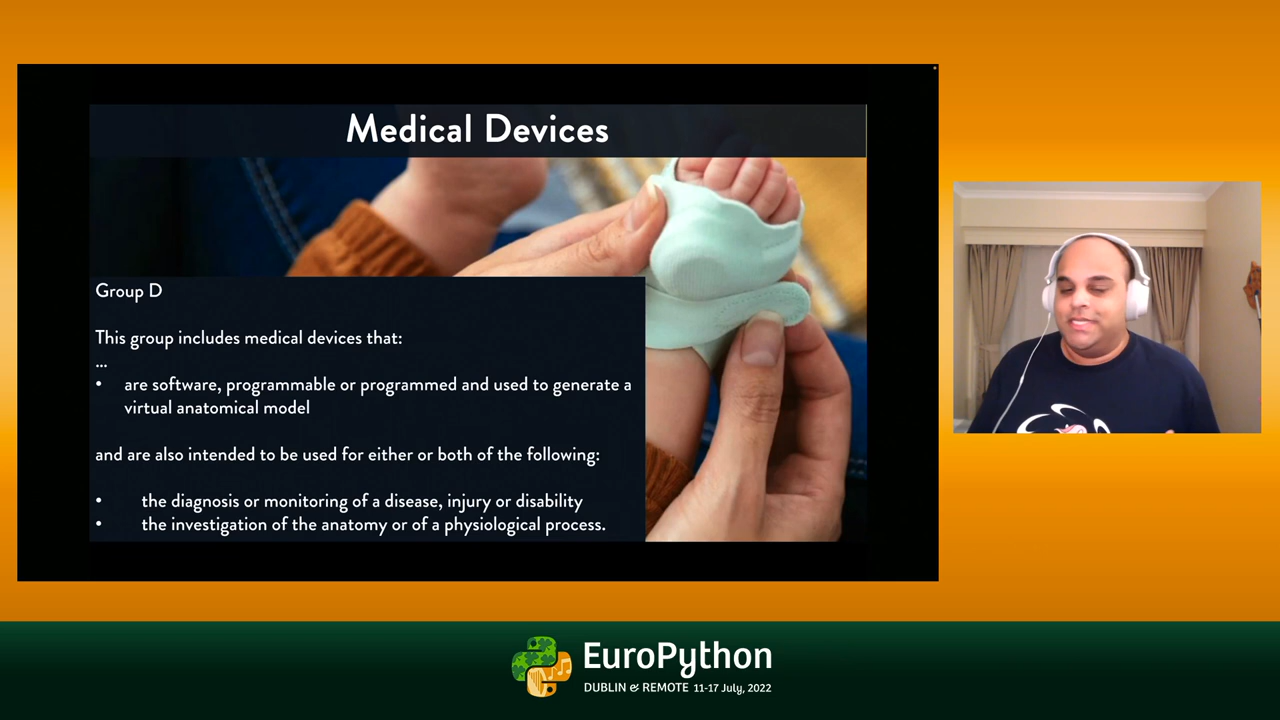 Medical Devices
Group D
This group includes medical devices that:
...
• are software, programmable or programmed and used to generate a
virtual anatomical model
and are also intended to be used for either or both of the following:
• the diagnosis or monitoring of a disease, injury or disability
• the investigation of the anatomy or of a physiological process.
EuroPython
DUBLIN & REMOTE 11-17 July, 2022